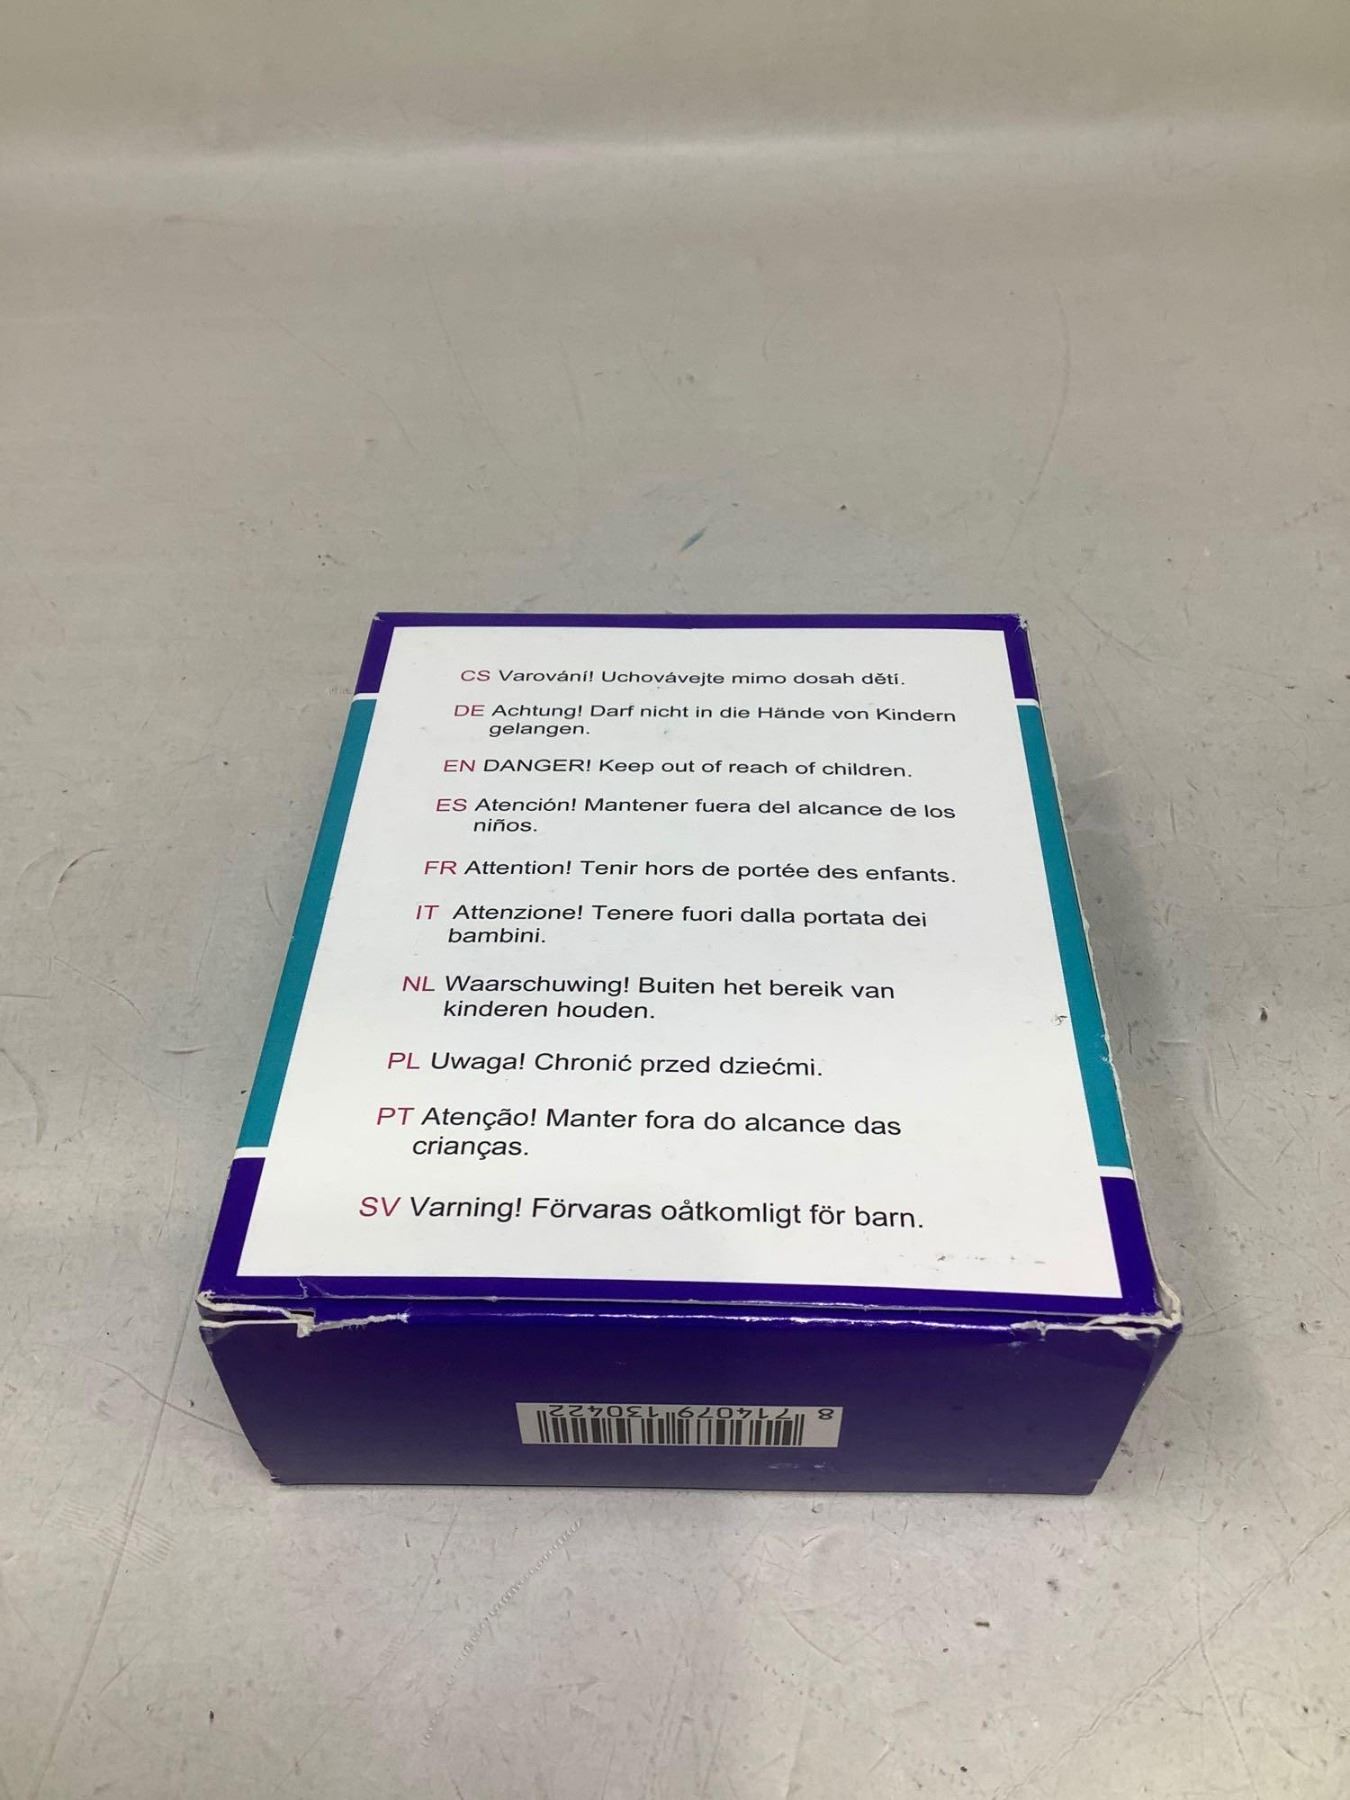 CS Varování! Uchovávejte mimo dosah dětí.
DE Achtung! Darf nicht in die Hände von Kindern
gelangen.
EN DANGER! Keep out of reach of children.
ES Atención! Mantener fuera del alcance de los
niños.
FR Attention! Tenir hors de portée des enfants.
IT Attenzione! Tenere fuori dalla portata dei
bambini.
NL Waarschuwing! Buiten het bereik van
kinderen houden.
PL Uwaga! Chronić przed dziećmi.
PT Atenção! Manter fora do alcance das
crianças.
SV Varning! Förvaras oåtkomligt för barn.
8 714079 130422